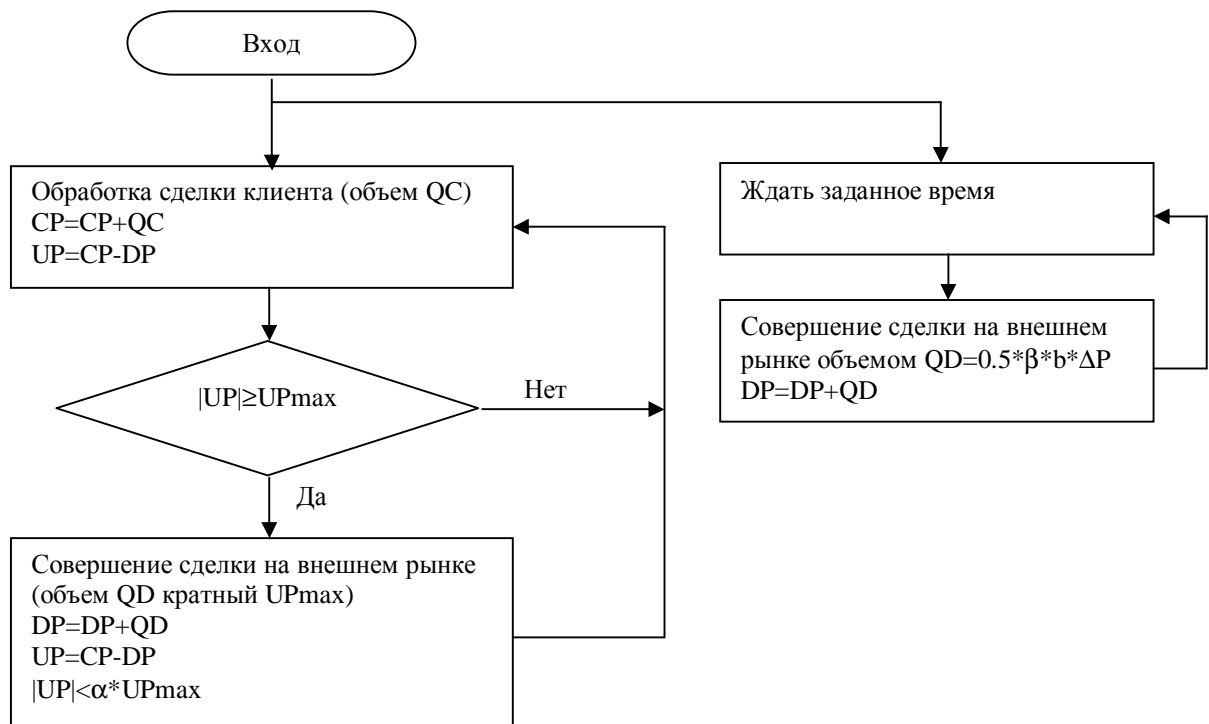 Вход
Обработка сделки клиента (объем QC)
CP=CP+QC
UP=CP-DP
Ждать заданное время
Совершение сделки на внешнем
рынке объемом QD=0.5*β*b*ΔP
DP=DP+QD
|UP|≥UPmax
Нет
Да
Совершение сделки на внешнем рынке
(объем QD кратный UPmax)
DP=DP+QD
UP=CP-DP
|UP|<α*UPmax